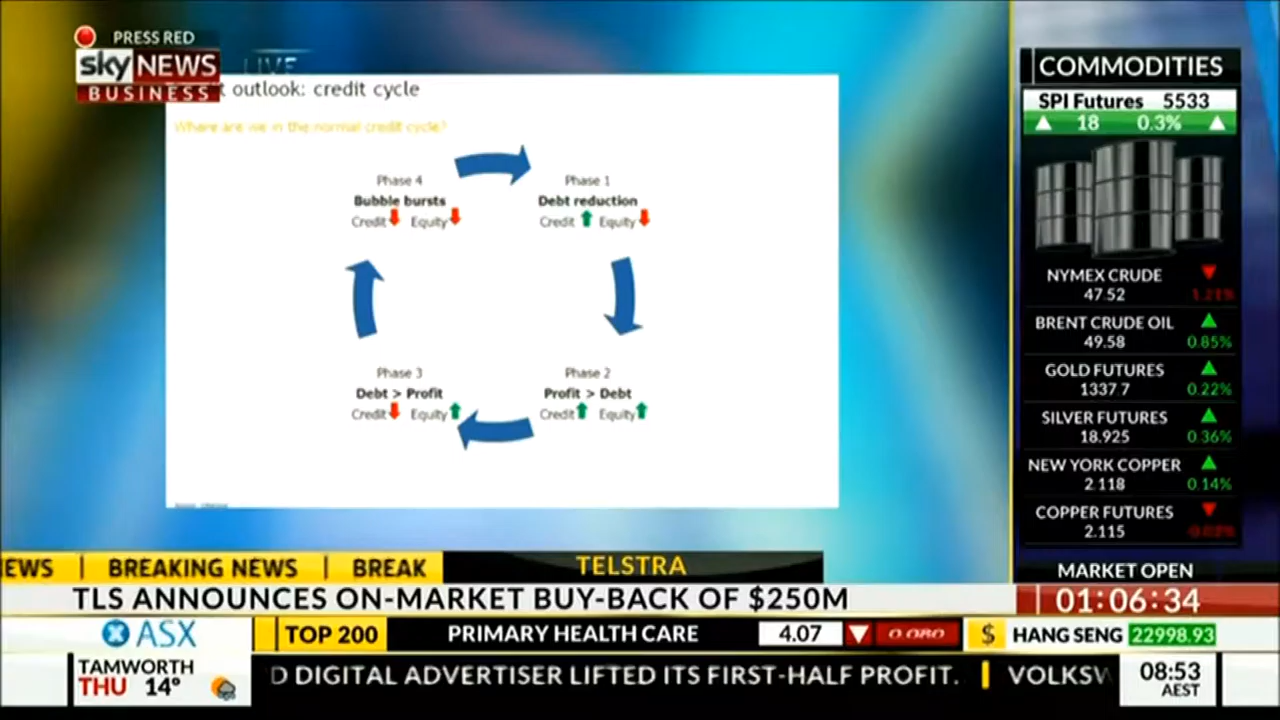 PRESS RED
sky NEWS
LIVE
BUSINESS
outlook: credit cycle
Where are we in the normal credit cycle?
Phase 4
Bubble bursts
Credit Equity
Phase 1
Debt reduction
Credit Equity
Phase 3
Debt > Profit
Credit Equity
Phase 2
Profit > Debt
Credit Equity
COMMODITIES
SPI Futures 5533
18 0.3%
NYMEX CRUDE
47.52 1.21%
BRENT CRUDE OIL
49.58 0.85%
GOLD FUTURES
1337.7 0.22%
SILVER FUTURES
18.925 0.36%
NEW YORK COPPER
2.118 0.14%
COPPER FUTURES
2.115
MARKET OPEN
01:06:34
EWS | BREAKING NEWS | BREAK
TELSTRA
TLS ANNOUNCES ON-MARKET BUY-BACK OF $250M
ASX
TOP 200 PRIMARY HEALTH CARE 4.07 0.080 $ HANG SENG 22998.93
TAMWORTH
THU 14°
D DIGITAL ADVERTISER LIFTED ITS FIRST-HALF PROFIT. | VOLKSW
08:53
AEST